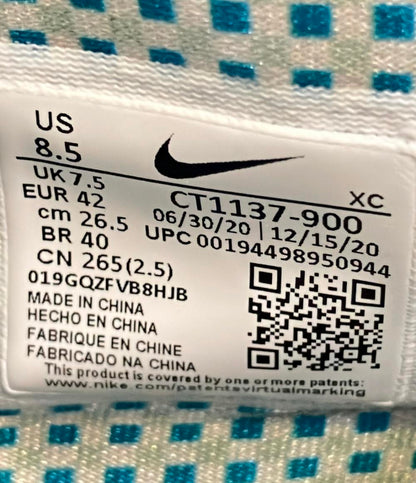 US
8.5
UK 7.5
EUR 42
cm 26.5
BR 40
CN 265(2.5)
XC
CT1137-900
06/30/20 | 12/15/20
UPC 00194498950944
019GQZFVB8HJB
MADE IN CHINA
HECHO EN CHINA
FABRIQUE EN CHINE
FABRICADO NA CHINA
This product is covered by one or more patents:
www.nike.com/patentsvirtualmarking